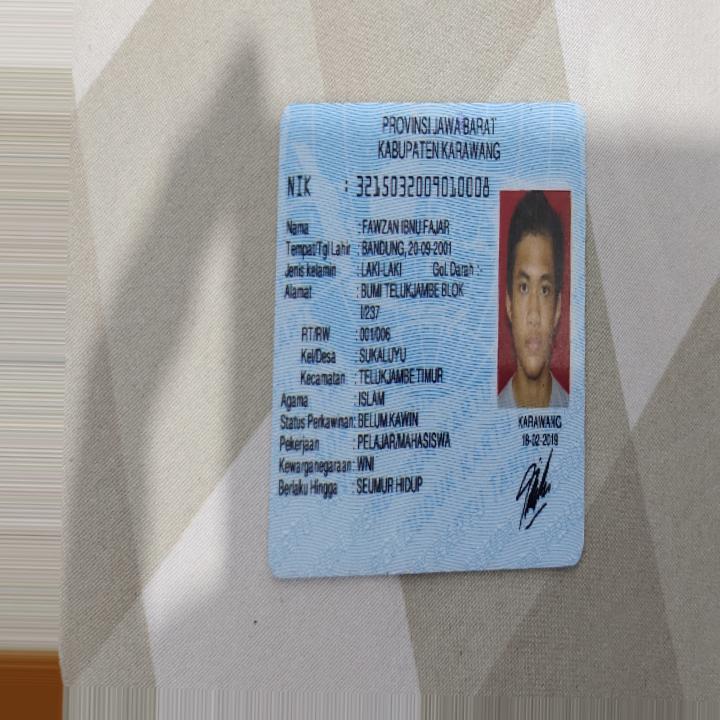 PROVINSI JAWA BARAT
KABUPATEN KARAWANG
NIK : 3215032009010008
Nama : FAWZAN IBNU FAJAR
Tempat/Tgl Lahir : BANDUNG, 20-09-2001
Jenis kelamin : LAKI-LAKI Gol. Darah : -
Alamat : BUMI TELUKJAMBE BLOK
I/237
RT/RW : 001/006
Kel/Desa : SUKALUYU
Kecamatan : TELUKJAMBE TIMUR
Agama : ISLAM
Status Perkawinan: BELUM KAWIN
Pekerjaan : PELAJAR/MAHASISWA
Kewarganegaraan: WNI
Berlaku Hingga : SEUMUR HIDUP
KARAWANG
18-02-2019